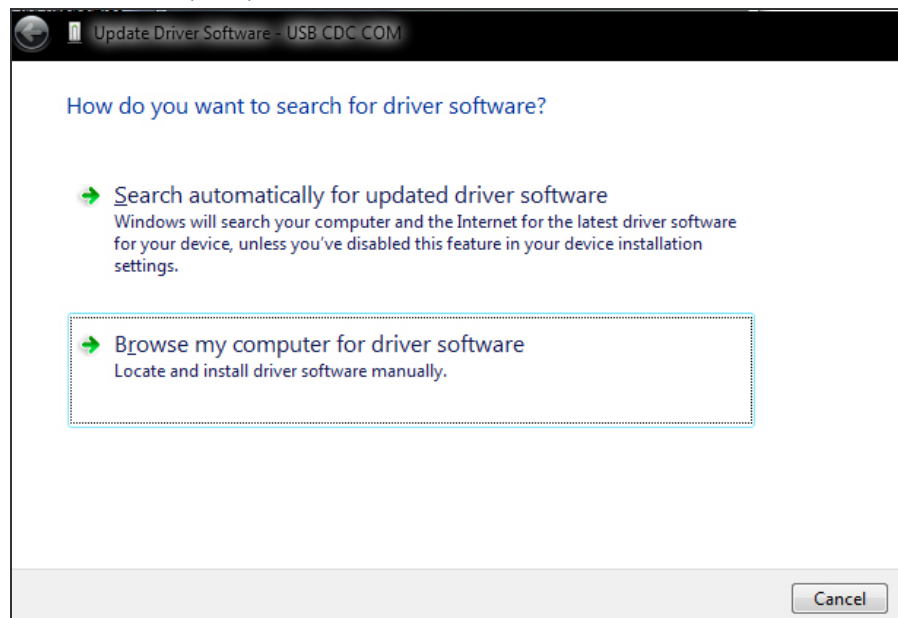 Update Driver Software - USB CDC COM
How do you want to search for driver software?
Search automatically for updated driver software
Windows will search your computer and the Internet for the latest driver software
for your device, unless you've disabled this feature in your device installation
settings.
Browse my computer for driver software
Locate and install driver software manually.
Cancel